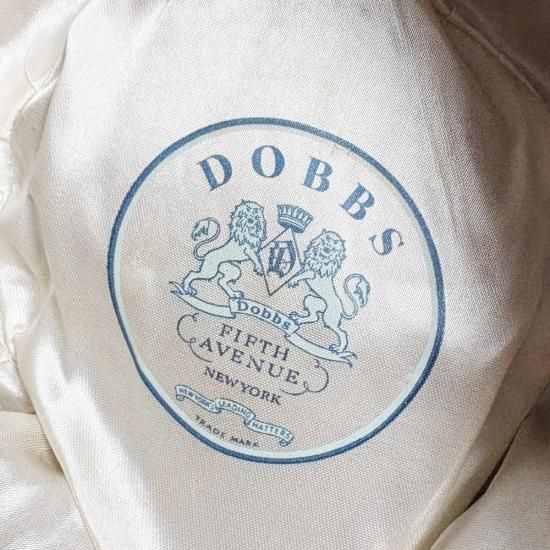 DOBBS
Dobbs
FIFTH
AVENUE
NEW YORK
NEW YORK'S LEADING HATTERS
TRADE MARK